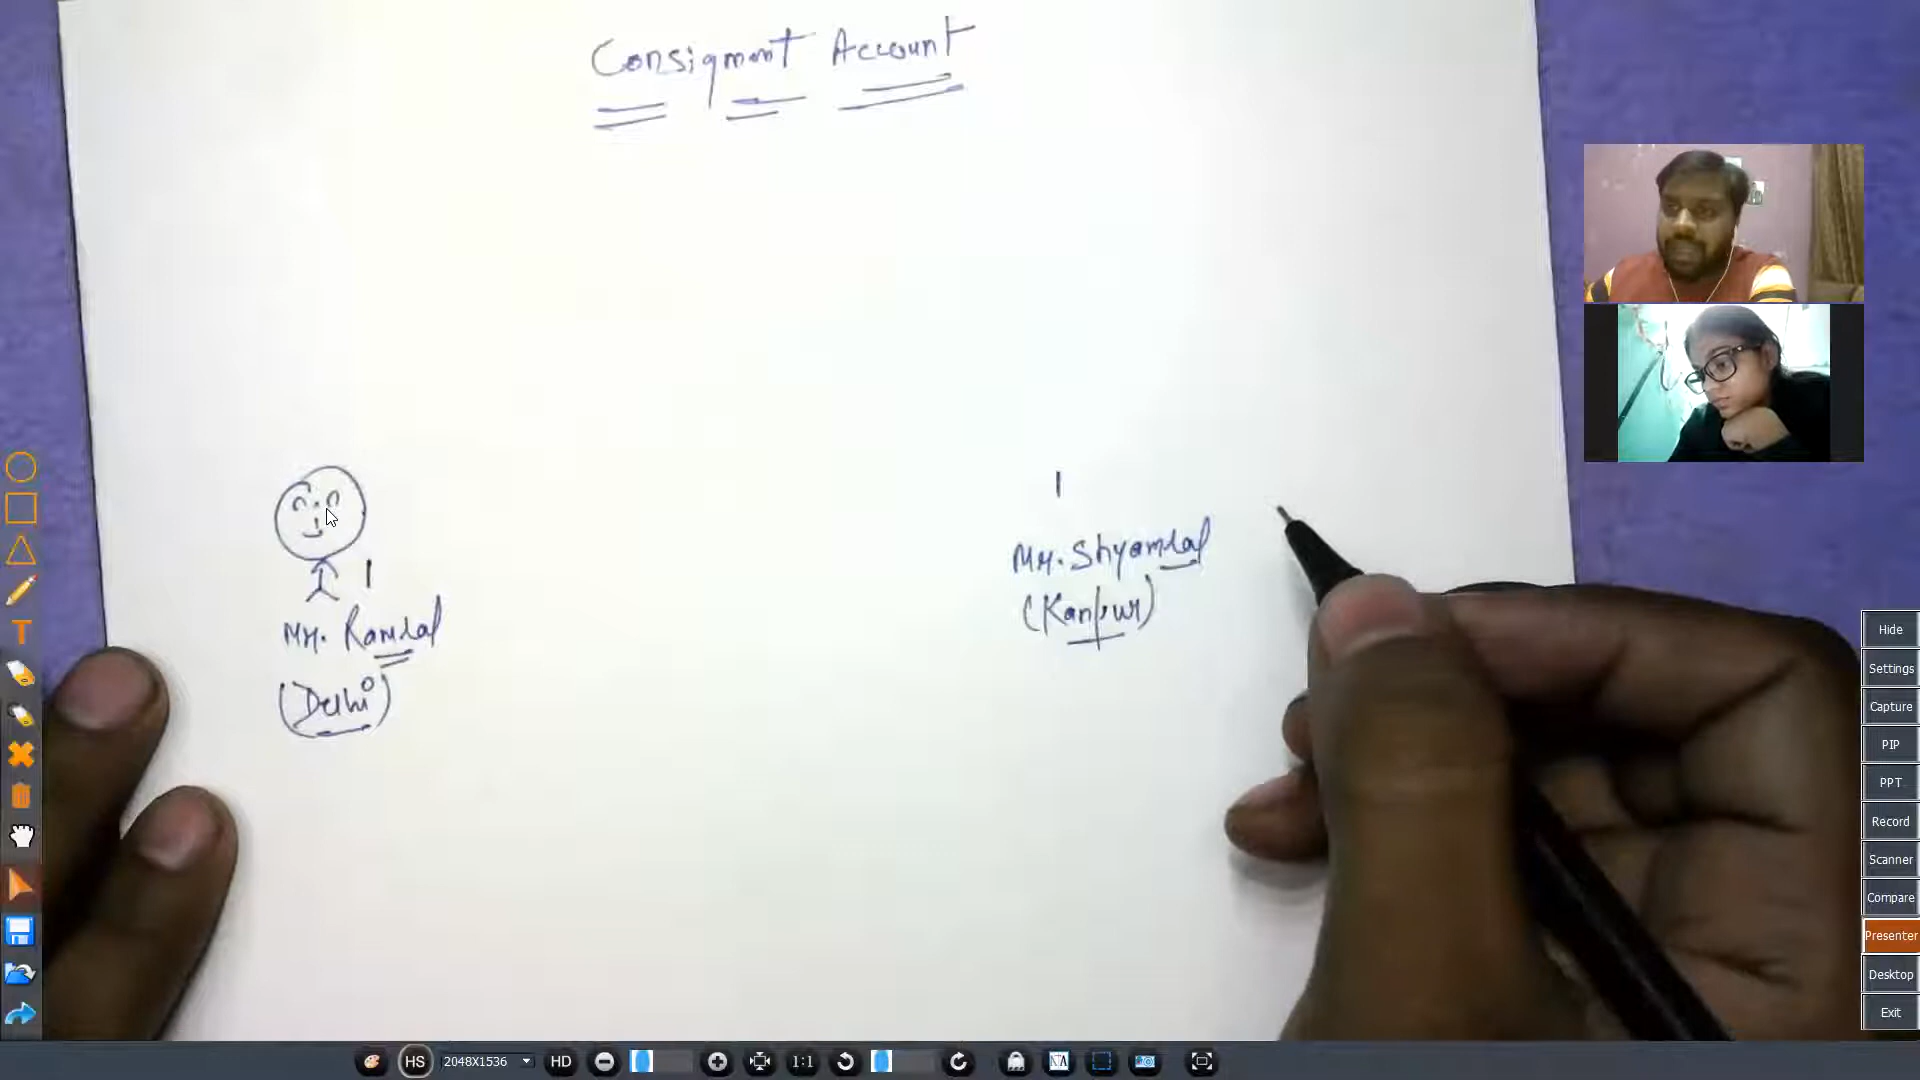 Consigment Account
Mr. Ramlal
(Delhi)
Mr. Shyamlal
(Kanpur)
T
Hide
Settings
Capture
PIP
PPT
Record
Scanner
Compare
Presenter
Desktop
Exit
HS
2048X1536
HD
1:1